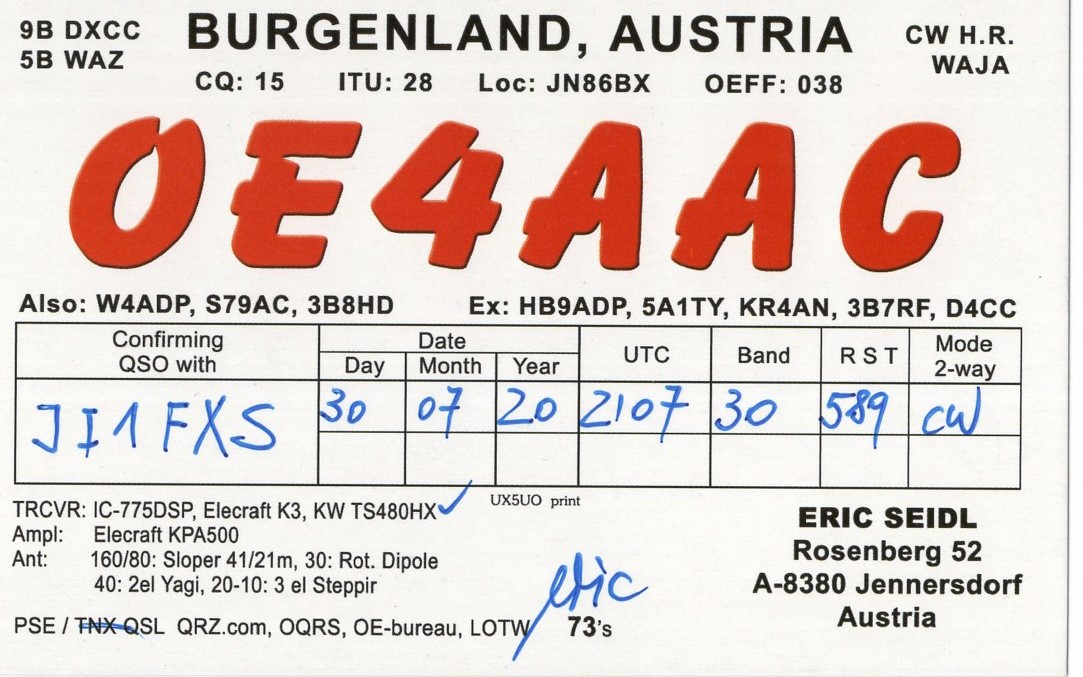 9B DXCC
5B WAZ
BURGENLAND, AUSTRIA
CW H.R.
WAJA
CQ: 15 ITU: 28 Loc: JN86BX OEFF: 038
OE4AAC
Also: W4ADP, S79AC, 3B8HD Ex: HB9ADP, 5A1TY, KR4AN, 3B7RF, D4CC
Confirming
QSO with
Date
Day Month Year
UTC
Band
R S T
Mode
2-way
JI1FXS 30 07 20 2107 30 589 CW
TRCVR: IC-775DSP, Elecraft K3, KW TS480HX ✓
UX5UO print
Ampl: Elecraft KPA500
Ant: 160/80: Sloper 41/21m, 30: Rot. Dipole
40: 2el Yagi, 20-10: 3 el Steppir
PSE / TNX QSL QRZ.com, OQRS, OE-bureau, LOTW
eric
73's
ERIC SEIDL
Rosenberg 52
A-8380 Jennersdorf
Austria